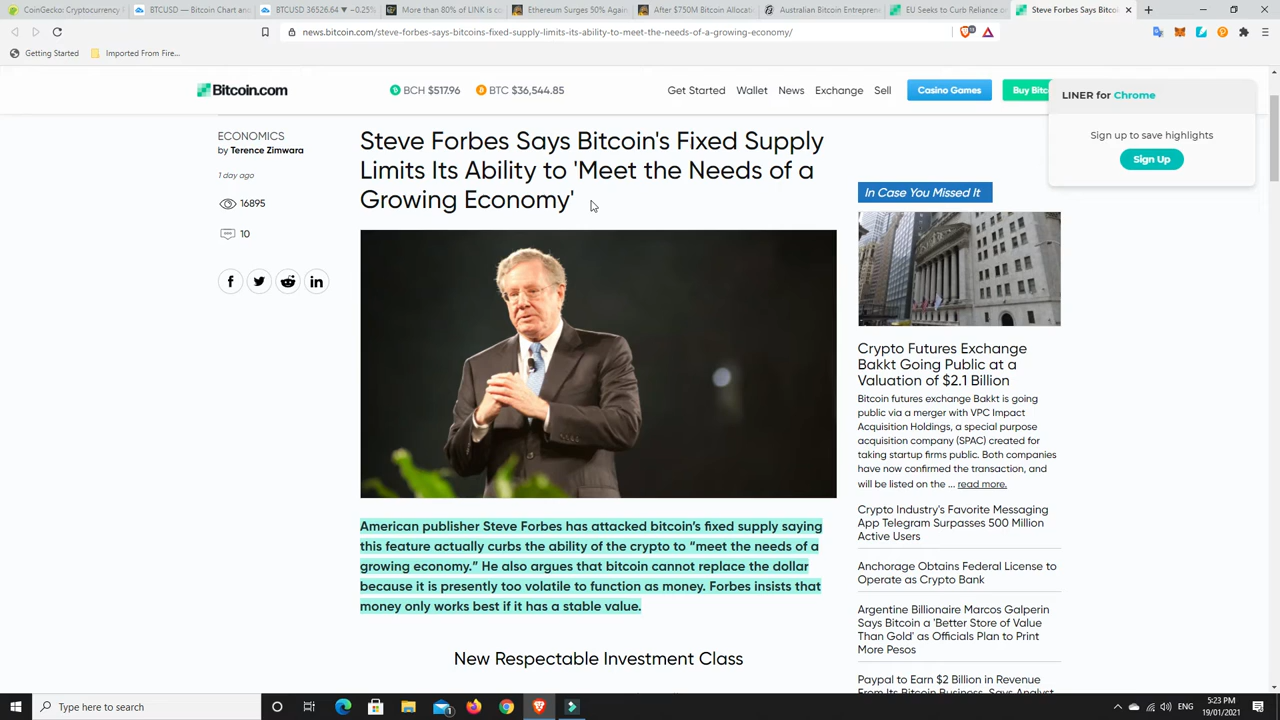 CoinGecko: Cryptocurrency
BTCUSD — Bitcoin Chart and
BTCUSD 36526.64 ▼ +0.25%
More than 80% of LINK is co
Ethereum Surges 50% Again
After $750M Bitcoin Allocati
Australian Bitcoin Entrepren
EU Seeks to Curb Reliance o
Steve Forbes Says Bitcoi
news.bitcoin.com/steve-forbes-says-bitcoins-fixed-supply-limits-its-ability-to-meet-the-needs-of-a-growing-economy/
Getting Started
Imported From Fire...
Bitcoin.com
BCH $517.96
BTC $36,544.85
Get Started
Wallet
News
Exchange
Sell
Casino Games
Buy Bitc
LINER for Chrome
Sign up to save highlights
Sign Up
ECONOMICS
by Terence Zimwara
1 day ago
16895
10
Steve Forbes Says Bitcoin's Fixed Supply
Limits Its Ability to 'Meet the Needs of a
Growing Economy'
American publisher Steve Forbes has attacked bitcoin's fixed supply saying
this feature actually curbs the ability of the crypto to “meet the needs of a
growing economy.” He also argues that bitcoin cannot replace the dollar
because it is presently too volatile to function as money. Forbes insists that
money only works best if it has a stable value.
New Respectable Investment Class
In Case You Missed It
Crypto Futures Exchange
Bakkt Going Public at a
Valuation of $2.1 Billion
Bitcoin futures exchange Bakkt is going
public via a merger with VPC Impact
Acquisition Holdings, a special purpose
acquisition company (SPAC) created for
taking startup firms public. Both companies
have now confirmed the transaction, and
will be listed on the ... read more.
Crypto Industry's Favorite Messaging
App Telegram Surpasses 500 Million
Active Users
Anchorage Obtains Federal License to
Operate as Crypto Bank
Argentine Billionaire Marcos Galperin
Says Bitcoin a 'Better Store of Value
Than Gold' as Officials Plan to Print
More Pesos
Paypal to Earn $2 Billion in Revenue
From Its Bitcoin Business, Says Analyst
Type here to search
ENG
5:23 PM
19/01/2021